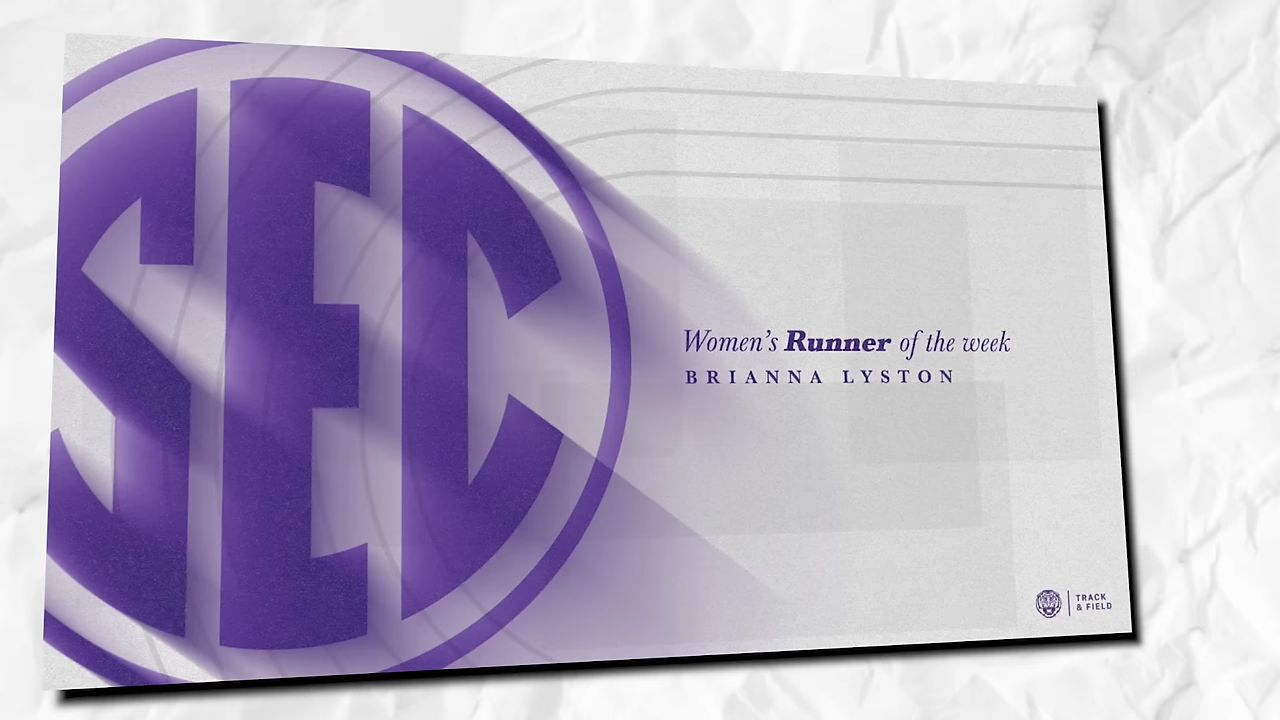 SEC
Women's Runner of the week
BRIANNA LYSTON
TRACK
& FIELD